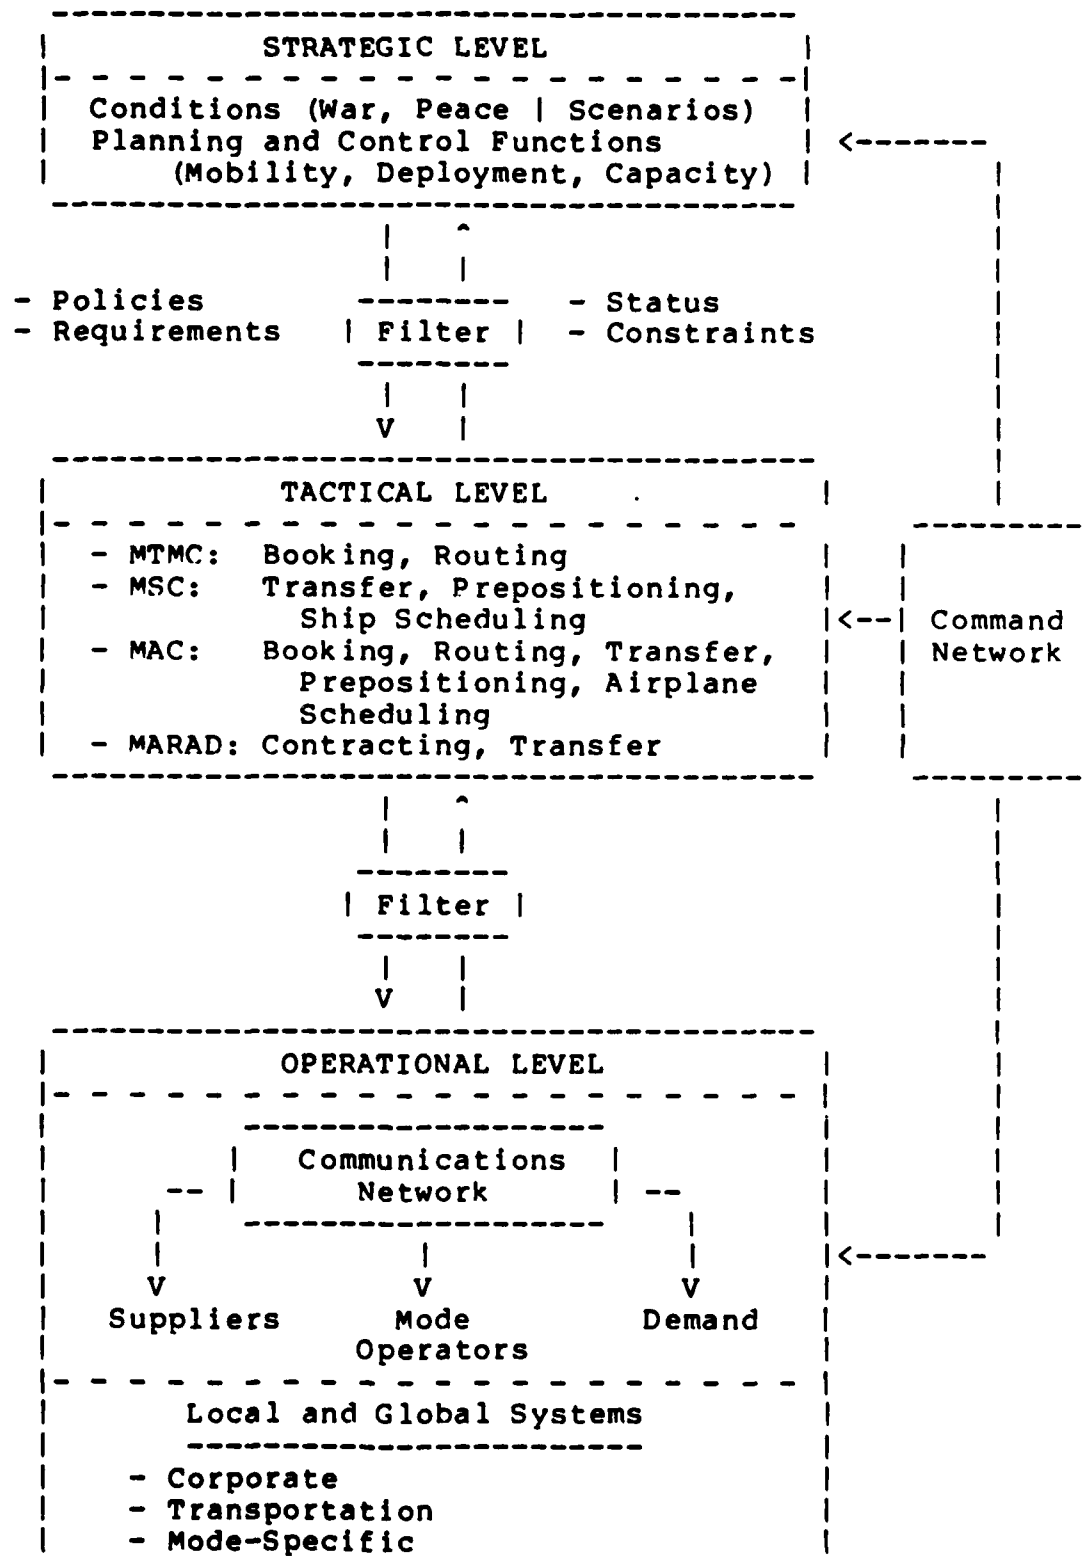 STRATEGIC LEVEL
Conditions (War, Peace | Scenarios)
Planning and Control Functions
(Mobility, Deployment, Capacity)
- Policies
- Requirements
Filter
- Status
- Constraints
TACTICAL LEVEL
- MTMC: Booking, Routing
- MSC: Transfer, Prepositioning,
Ship Scheduling
- MAC: Booking, Routing, Transfer,
Prepositioning, Airplane
Scheduling
- MARAD: Contracting, Transfer
Command
Network
Filter
OPERATIONAL LEVEL
Communications
Network
Suppliers
Mode
Operators
Demand
Local and Global Systems
- Corporate
- Transportation
- Mode-Specific